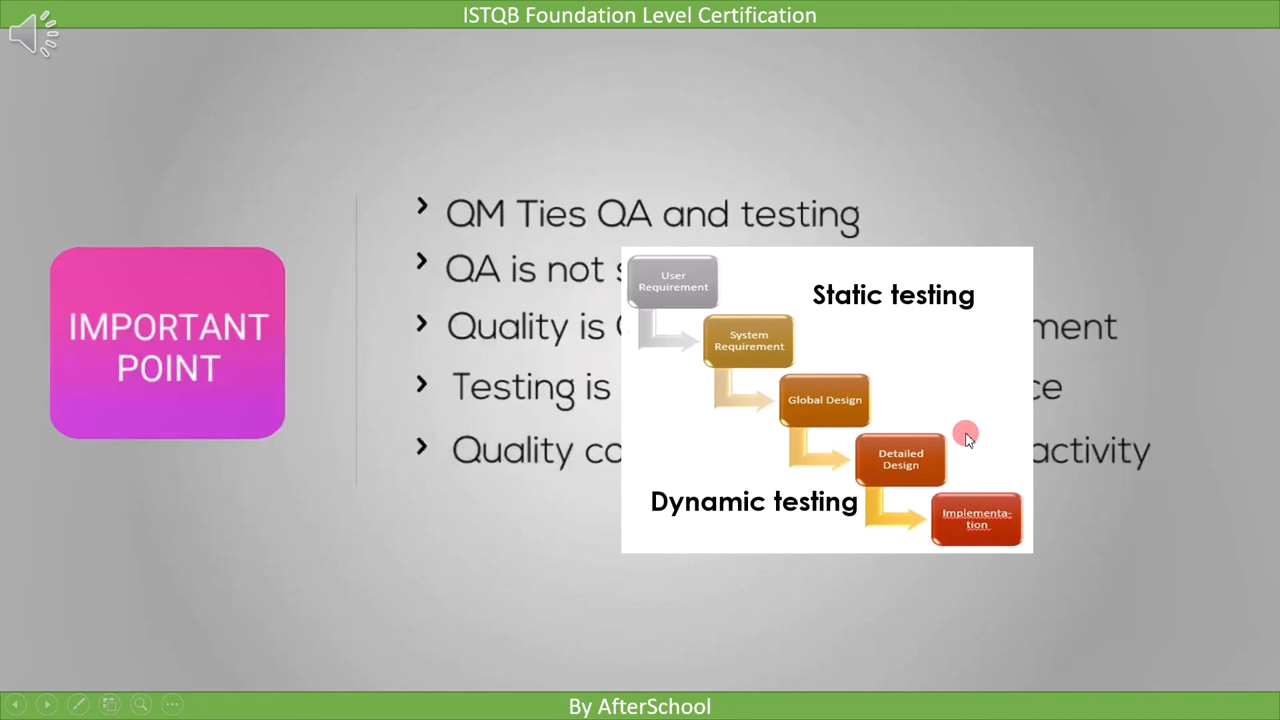 ISTQB Foundation Level Certification
IMPORTANT
POINT
QM Ties QA and testing
QA is not
Quality is
ment
Testing is
ce
Quality
activity
User
Requirement
System
Requirement
Global Design
Detailed
Design
Implementa-
tion
Static testing
Dynamic testing
By AfterSchool